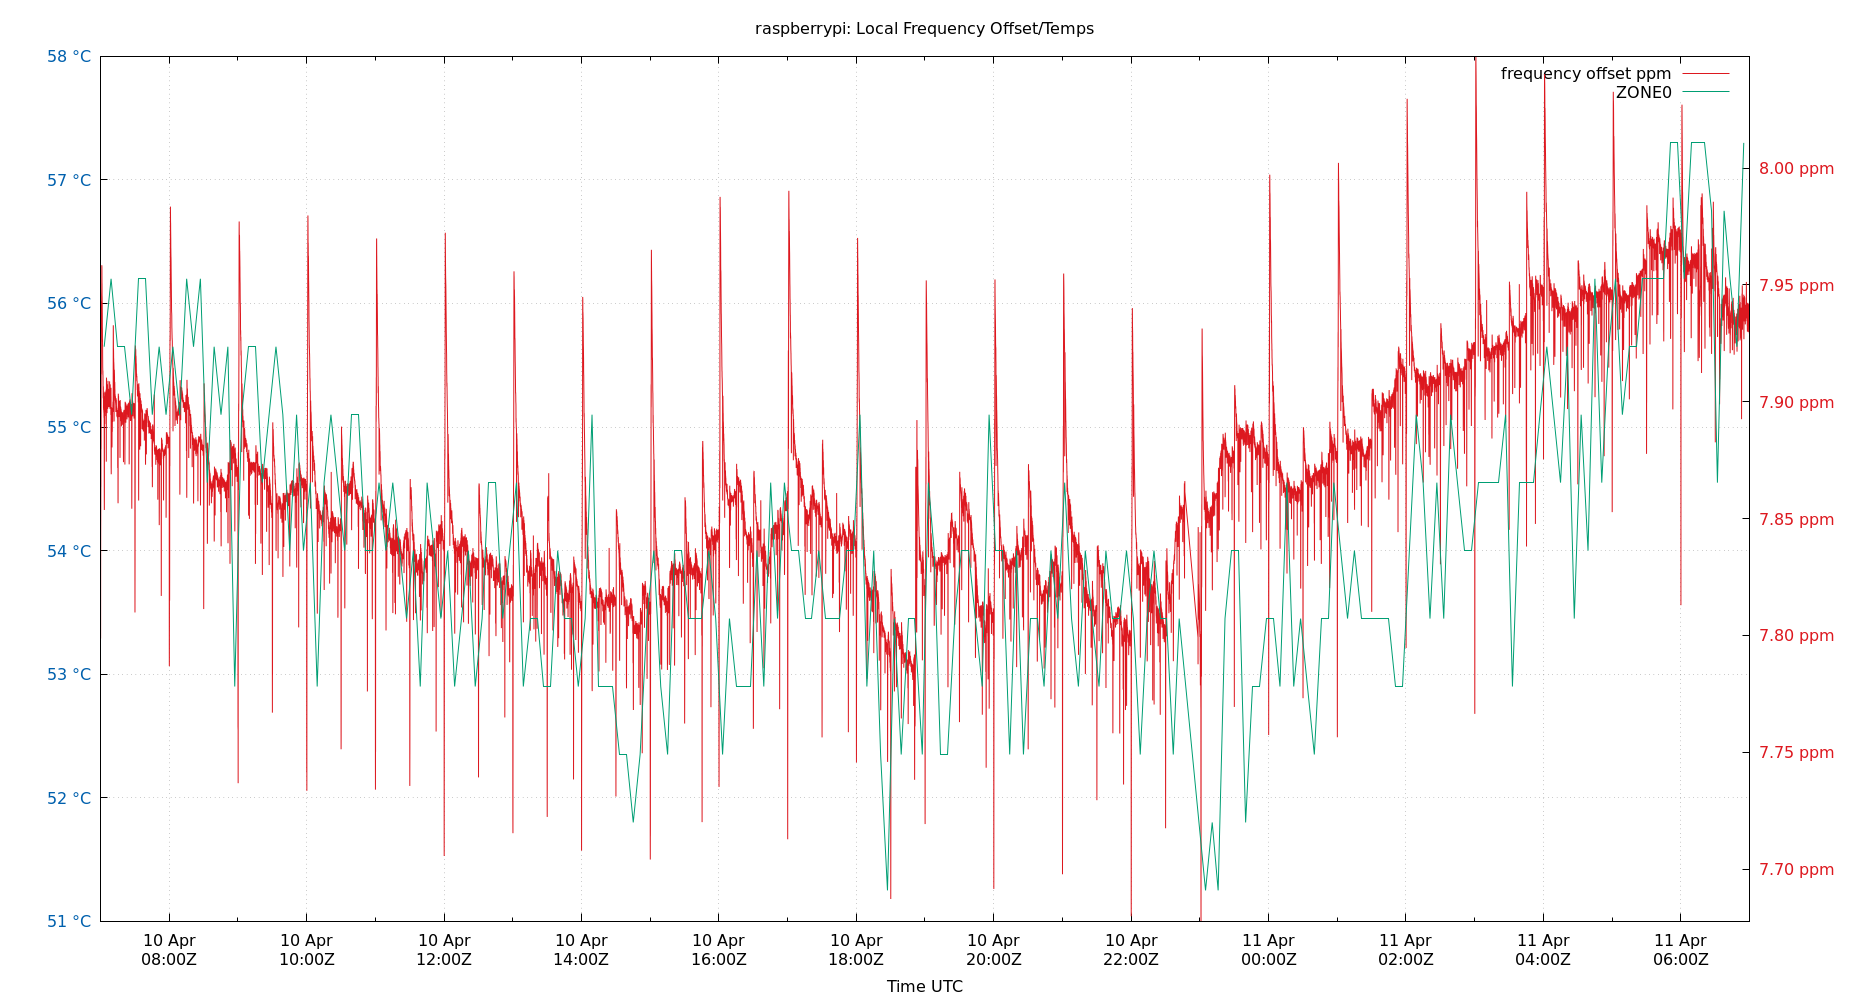 raspberrypi: Local Frequency Offset/Temps
frequency offset ppm
ZONE0
58 °C
57 °C
56 °C
55 °C
54 °C
53 °C
52 °C
51 °C
8.00 ppm
7.95 ppm
7.90 ppm
7.85 ppm
7.80 ppm
7.75 ppm
7.70 ppm
10 Apr 10 Apr 10 Apr 10 Apr 10 Apr 10 Apr 10 Apr 10 Apr 11 Apr 11 Apr 11 Apr 11 Apr
08:00Z 10:00Z 12:00Z 14:00Z 16:00Z 18:00Z 20:00Z 22:00Z 00:00Z 02:00Z 04:00Z 06:00Z
Time UTC